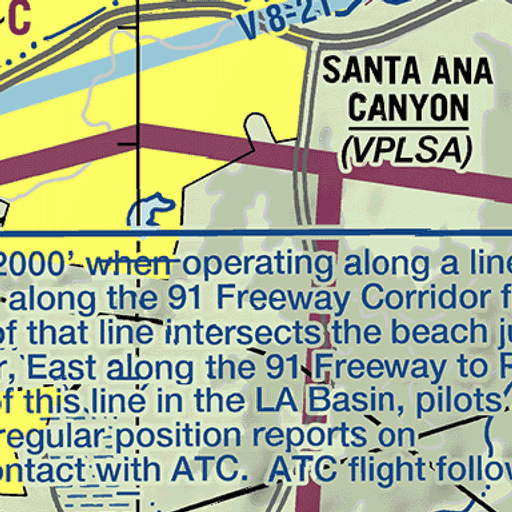 C
V 8-21
SANTA ANA
CANYON
(VPLSA)
2000' when operating along a line
along the 91 Freeway Corridor f
of that line intersects the beach ju
r, East along the 91 Freeway to
of this line in the LA Basin, pilots
regular position reports on
ontact with ATC. ATC flight follow